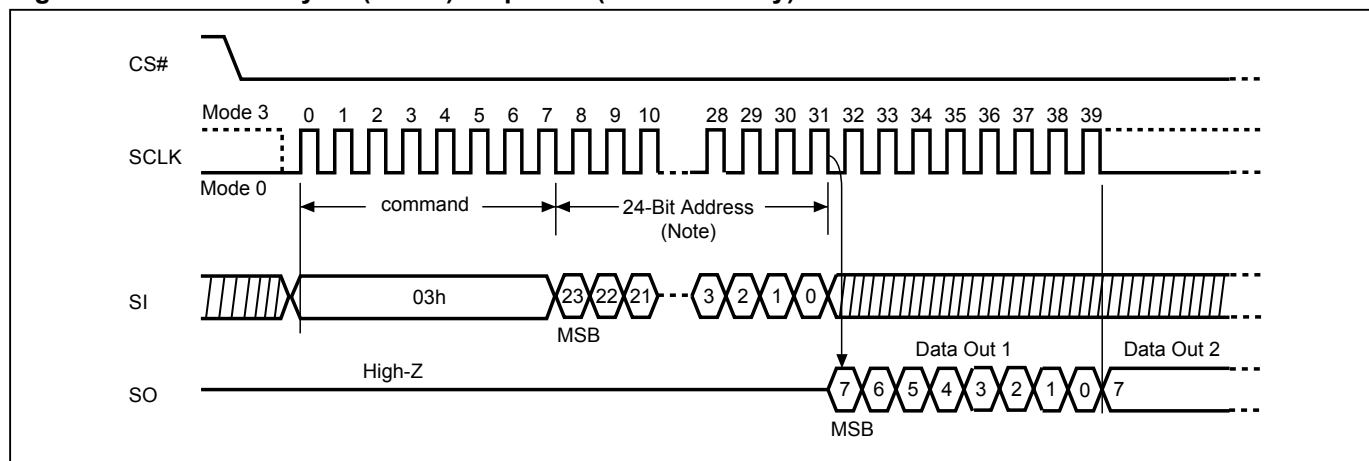 CS#
Mode 3
0 1 2 3 4 5 6 7 8 9 10 28 29 30 31 32 33 34 35 36 37 38 39
SCLK
Mode 0
command
24-Bit Address
(Note)
SI
03h
23 22 21 3 2 1 0
MSB
Data Out 1
Data Out 2
High-Z
SO
7 6 5 4 3 2 1 0 7
MSB